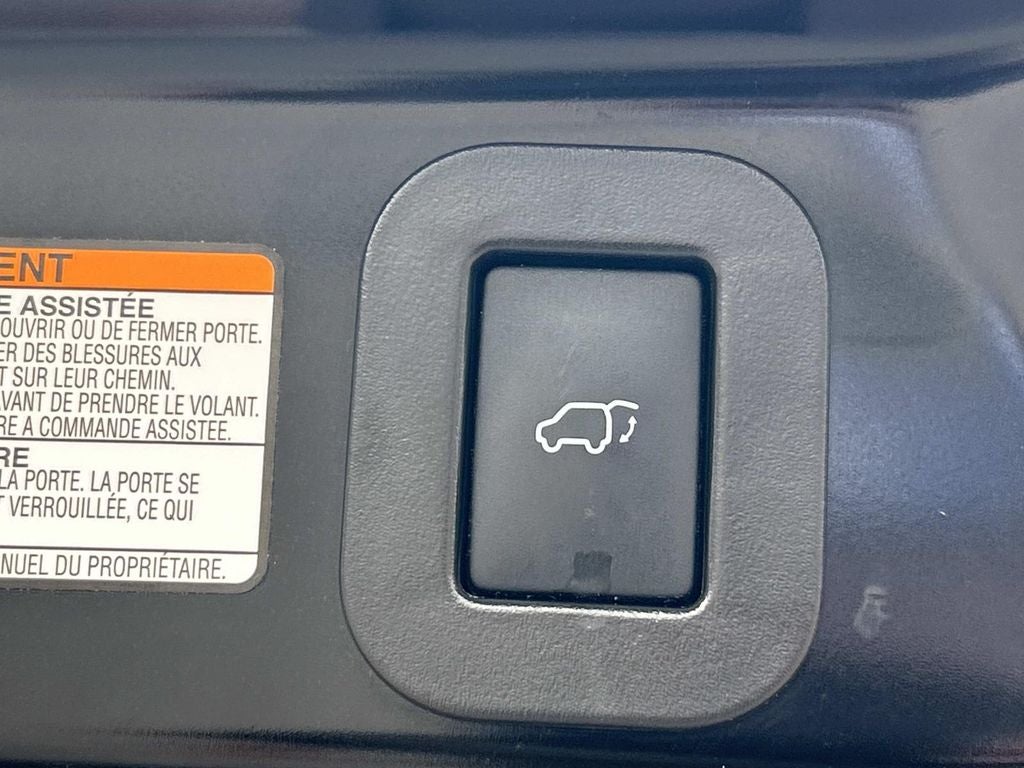 ENT
E ASSISTÉE
OUVRIR OU DE FERMER PORTE.
ER DES BLESSURES AUX
T SUR LEUR CHEMIN.
AVANT DE PRENDRE LE VOLANT.
RE A COMMANDE ASSISTEE.
RE
LA PORTE. LA PORTE SE
T VERROUILLÉE, CE QUI
NUEL DU PROPRIÉTAIRE.